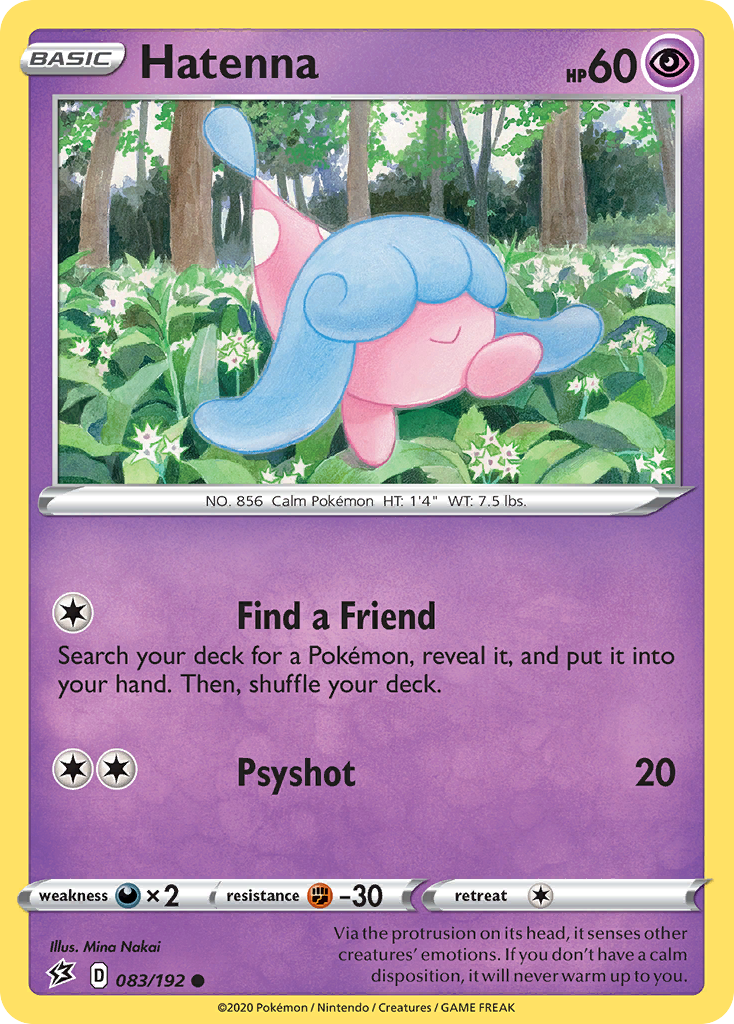 BASIC Hatenna HP60
NO. 856 Calm Pokémon HT: 1'4" WT: 7.5 lbs.
Find a Friend
Search your deck for a Pokémon, reveal it, and put it into
your hand. Then, shuffle your deck.
Psyshot 20
weakness ×2 resistance -30 retreat
Illus. Mina Nakai
D 083/192
Via the protrusion on its head, it senses other
creatures' emotions. If you don't have a calm
disposition, it will never warm up to you.
©2020 Pokémon / Nintendo / Creatures / GAME FREAK